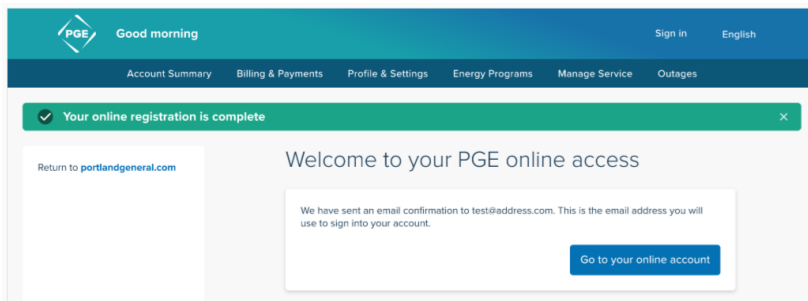 PGE
Good morning
Sign in
English
Account Summary
Billing & Payments
Profile & Settings
Energy Programs
Manage Service
Outages
Your online registration is complete
Return to portlandgeneral.com
Welcome to your PGE online access
We have sent an email confirmation to test@address.com. This is the email address you will
use to sign into your account.
Go to your online account